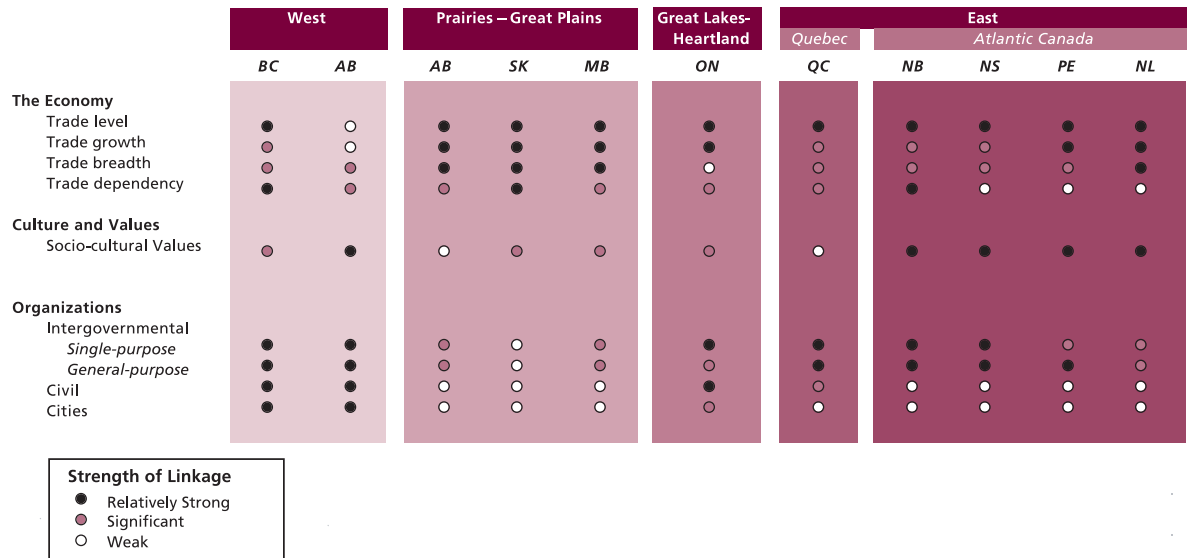 West Prairies – Great Plains Great Lakes- East
Heartland Quebec Atlantic Canada
BC AB AB SK MB ON QC NB NS PE NL
The Economy
Trade level
Trade growth
Trade breadth
Trade dependency
Culture and Values
Socio-cultural Values
Organizations
Intergovernmental
Single-purpose
General-purpose
Civil
Cities
Strength of Linkage
Relatively Strong
Significant
Weak